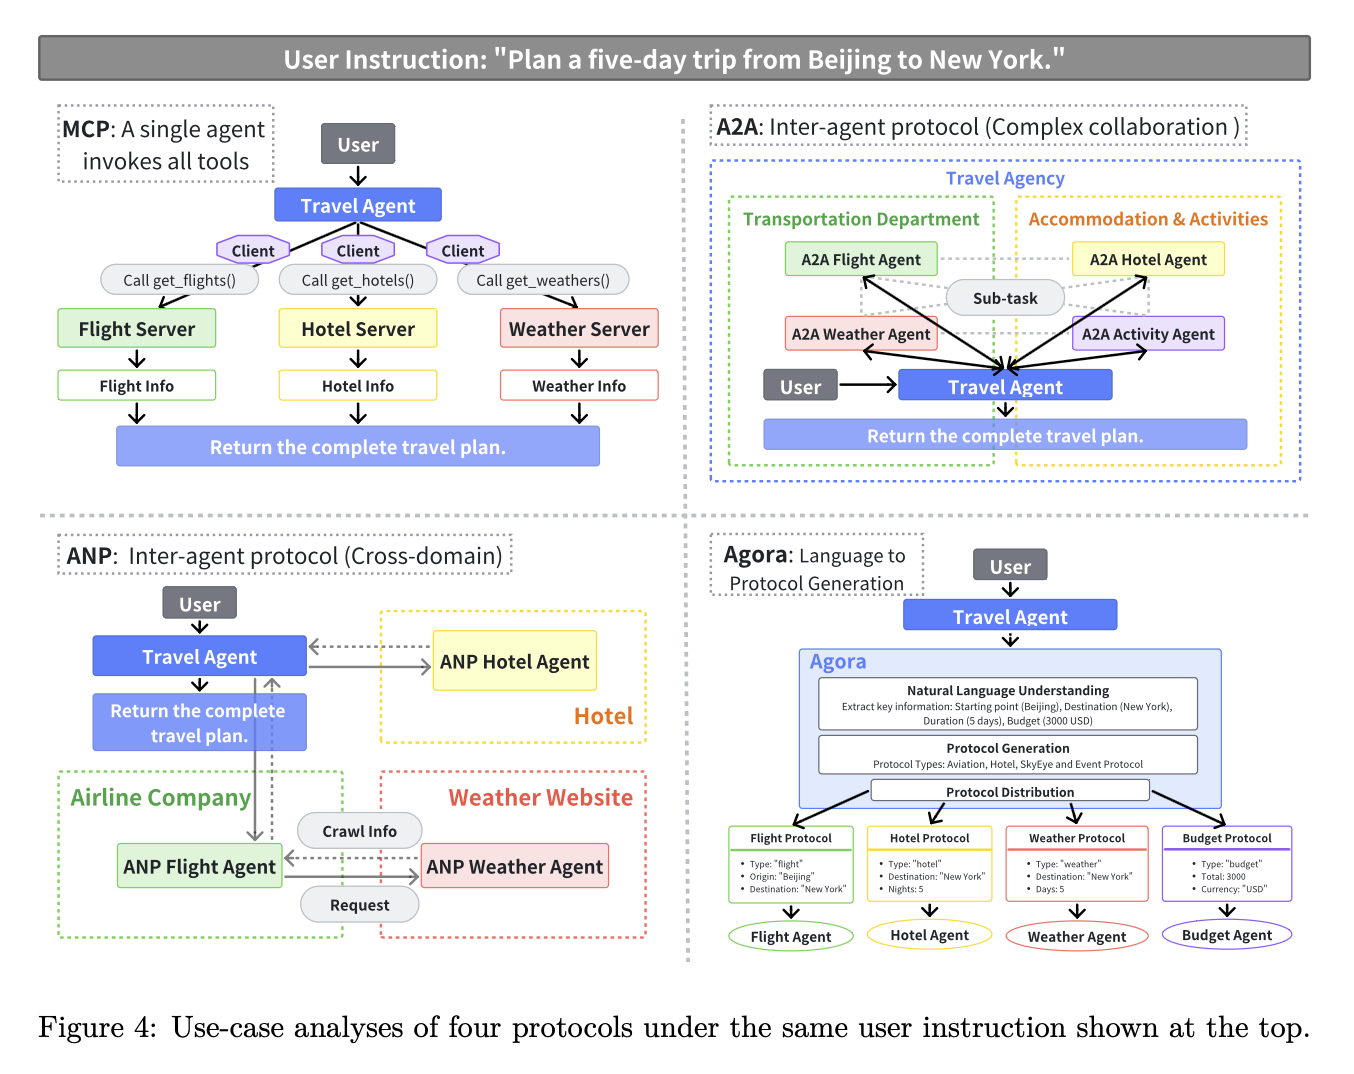 User Instruction: "Plan a five-day trip from Beijing to New York."
MCP: A single agent
invokes all tools
User
Travel Agent
Client
Client
Client
Call get_flights()
Call get_hotels()
Call get_weathers()
Flight Server
Hotel Server
Weather Server
Flight Info
Hotel Info
Weather Info
Return the complete travel plan.
A2A: Inter-agent protocol (Complex collaboration )
Travel Agency
Transportation Department
Accommodation & Activities
A2A Flight Agent
A2A Hotel Agent
Sub-task
A2A Weather Agent
A2A Activity Agent
User
Travel Agent
Return the complete travel plan.
ANP: Inter-agent protocol (Cross-domain)
User
Travel Agent
ANP Hotel Agent
Return the complete
travel plan.
Hotel
Airline Company
Weather Website
Crawl Info
ANP Flight Agent
ANP Weather Agent
Request
Agora: Language to
Protocol Generation
User
Travel Agent
Agora
Natural Language Understanding
Extract key information: Starting point (Beijing), Destination (New York),
Duration (5 days), Budget (3000 USD)
Protocol Generation
Protocol Types: Aviation, Hotel, SkyEye and Event Protocol
Protocol Distribution
Flight Protocol
• Type: "flight"
• Origin: "Beijing"
• Destination: "New York"
Flight Agent
Hotel Protocol
• Type: "hotel"
• Destination: "New York"
• Nights: 5
Hotel Agent
Weather Protocol
• Type: "weather"
• Destination: "New York"
• Days: 5
Weather Agent
Budget Protocol
• Type: "budget"
• Total: 3000
• Currency: "USD"
Budget Agent
Figure 4: Use-case analyses of four protocols under the same user instruction shown at the top.